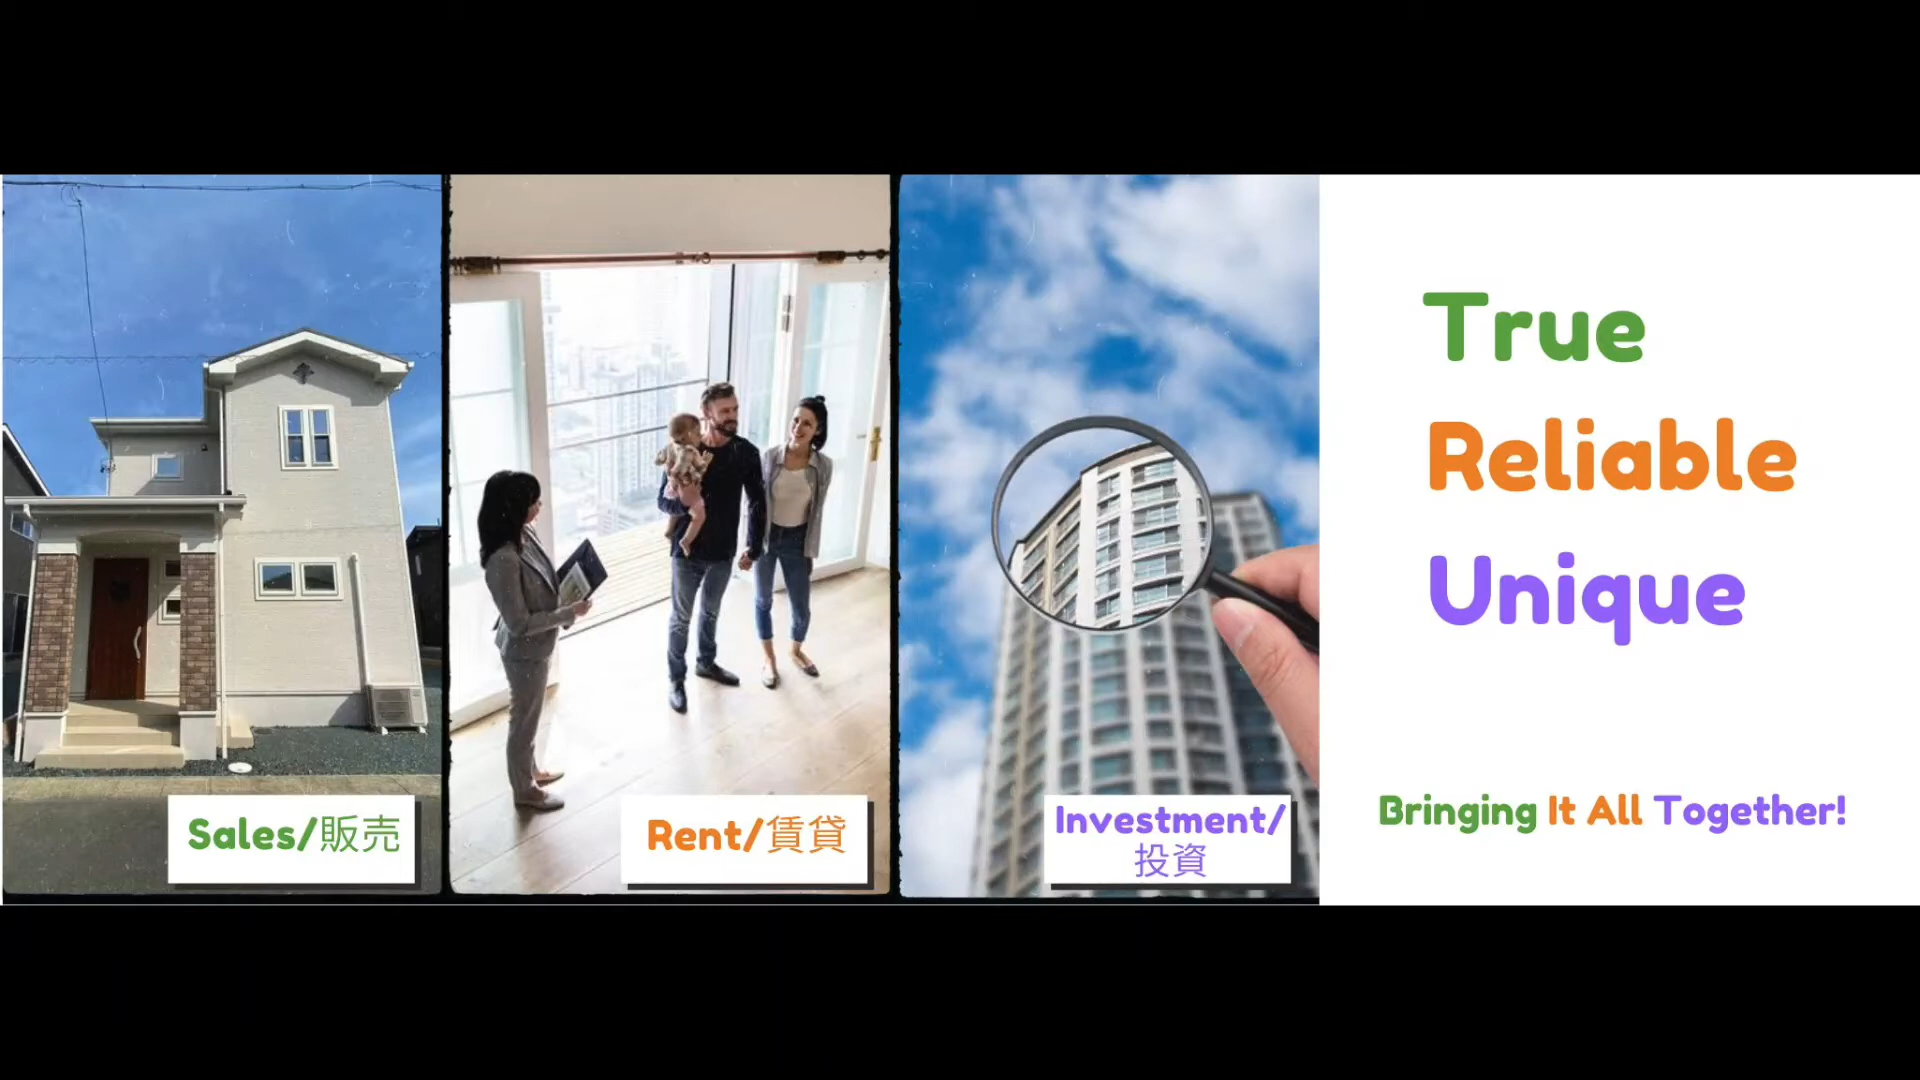 Sales/販売
Rent/賃貸
Investment/
投資
True
Reliable
Unique
Bringing It All Together!